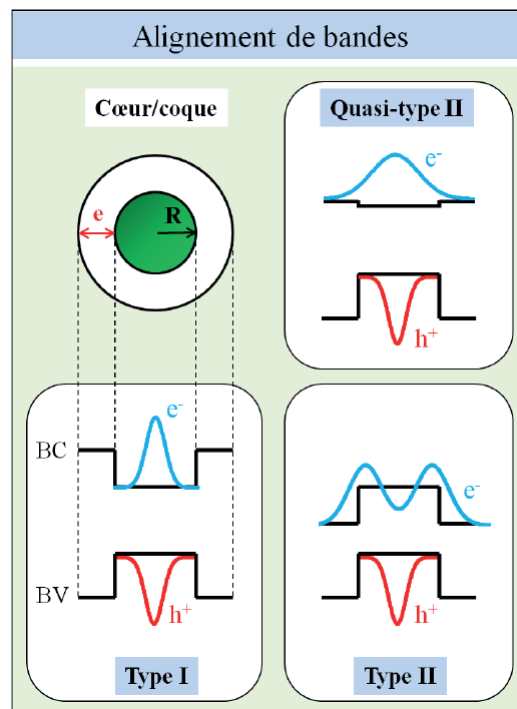 Alignement de bandes
Cœur/coque
e
R
Quasi-type II
e-
h+
BC
e-
BV
h+
Type I
e-
h+
Type II